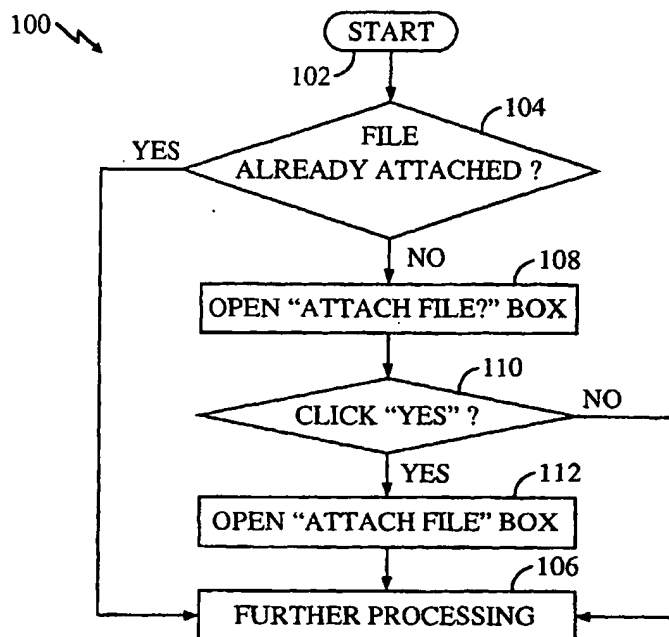 100
START
102
104
FILE
ALREADY ATTACHED ?
YES
NO
108
OPEN “ATTACH FILE?” BOX
110
CLICK “YES” ?
NO
YES
112
OPEN “ATTACH FILE” BOX
106
FURTHER PROCESSING